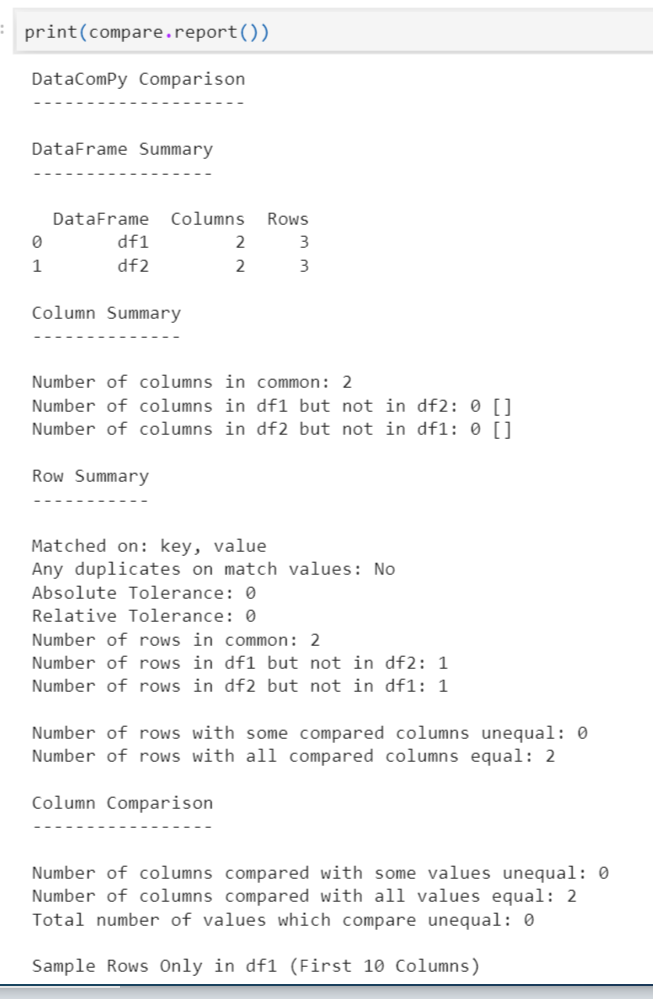 print(compare.report())
DataComPy Comparison
--------------------
DataFrame Summary
-----------------
DataFrame Columns Rows
0 df1 2 3
1 df2 2 3
Column Summary
--------------
Number of columns in common: 2
Number of columns in df1 but not in df2: 0 []
Number of columns in df2 but not in df1: 0 []
Row Summary
-----------
Matched on: key, value
Any duplicates on match values: No
Absolute Tolerance: 0
Relative Tolerance: 0
Number of rows in common: 2
Number of rows in df1 but not in df2: 1
Number of rows in df2 but not in df1: 1
Number of rows with some compared columns unequal: 0
Number of rows with all compared columns equal: 2
Column Comparison
-----------------
Number of columns compared with some values unequal: 0
Number of columns compared with all values equal: 2
Total number of values which compare unequal: 0
Sample Rows Only in df1 (First 10 Columns)